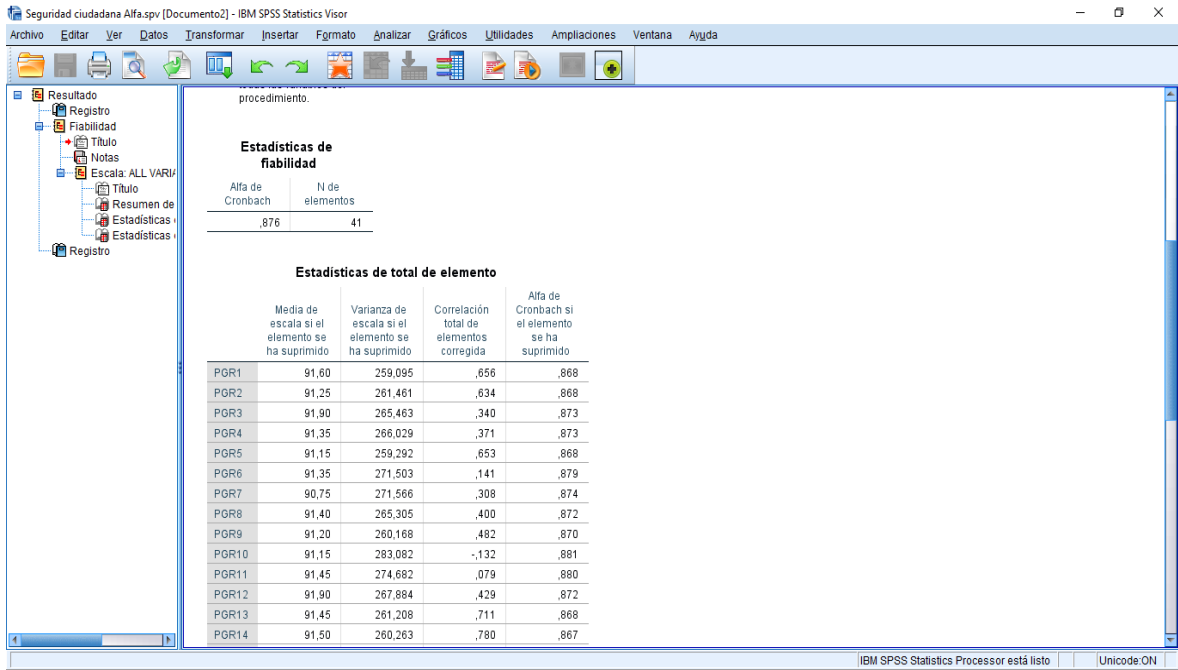 Seguridad ciudadana Alfa.spv [Documento2] - IBM SPSS Statistics Visor
Archivo Editar Ver Datos Transformar Insertar Formato Analizar Gráficos Utilidades Ampliaciones Ventana Ayuda
Resultado
Registro
Fiabilidad
Título
Notas
Escala: ALL VARIA
Título
Resumen de
Estadísticas
Estadísticas
Registro
procedimiento.
Estadísticas de
fiabilidad
Alfa de Cronbach N de elementos
,876 41
Estadísticas de total de elemento
Media de escala si el elemento se ha suprimido Varianza de escala si el elemento se ha suprimido Correlación total de elementos corregida Alfa de Cronbach si el elemento se ha suprimido
PGR1 91,60 259,095 ,656 ,868
PGR2 91,25 261,461 ,634 ,868
PGR3 91,90 265,463 ,340 ,873
PGR4 91,35 266,029 ,371 ,873
PGR5 91,15 259,292 ,653 ,868
PGR6 91,35 271,503 ,141 ,879
PGR7 90,75 271,566 ,308 ,874
PGR8 91,40 265,305 ,400 ,872
PGR9 91,20 260,168 ,482 ,870
PGR10 91,15 283,082 -,132 ,881
PGR11 91,45 274,682 ,079 ,880
PGR12 91,90 267,884 ,429 ,872
PGR13 91,45 261,208 ,711 ,868
PGR14 91,50 260,263 ,780 ,867
IBM SPSS Statistics Processor está listo Unicode:ON